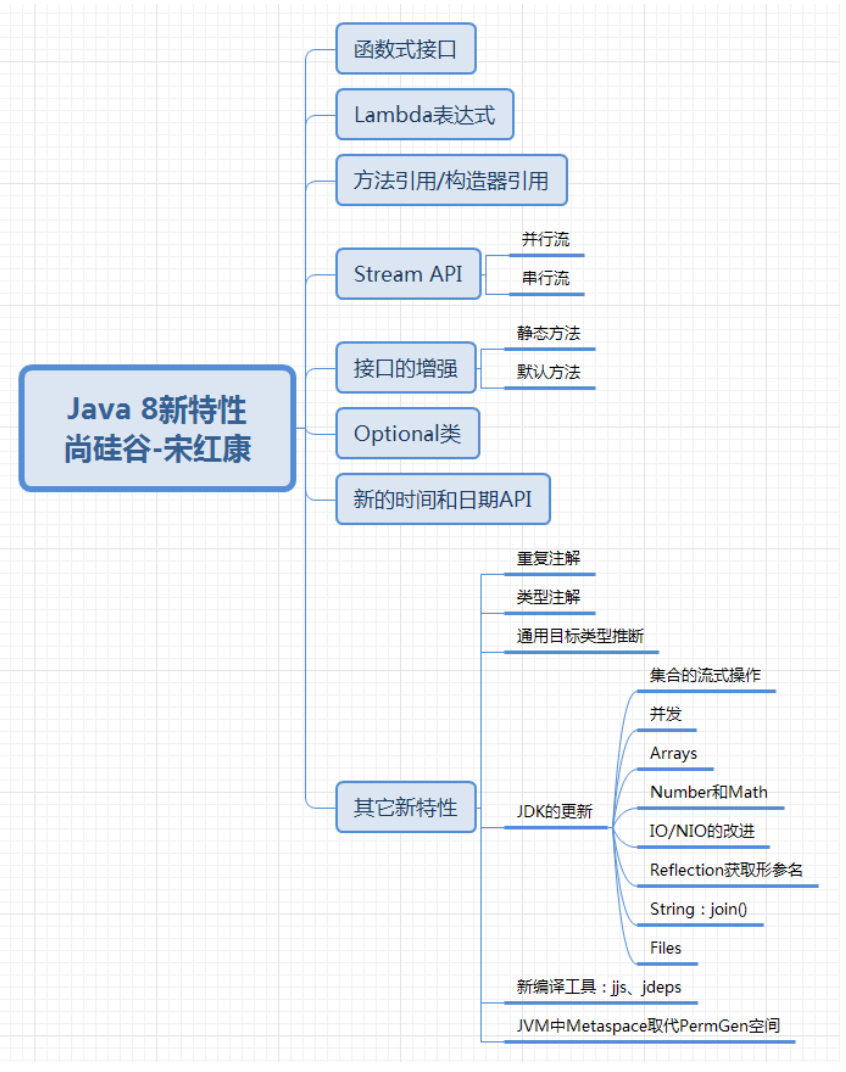 函数式接口
Lambda表达式
方法引用/构造器引用
Stream API
并行流
串行流
接口的增强
静态方法
默认方法
Java 8新特性
尚硅谷-宋红康
Optional类
新的时间和日期API
其它新特性
重复注解
类型注解
通用目标类型推断
JDK的更新
集合的流式操作
并发
Arrays
Number和Math
IO/NIO的改进
Reflection获取形参名
String：join()
Files
新编译工具：jjs、jdeps
JVM中Metaspace取代PermGen空间